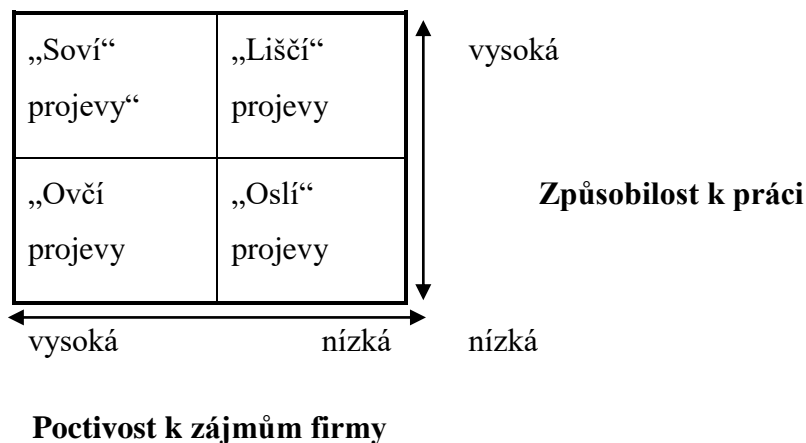 „Soví“ „Liščí“ vysoká
projevy“ projevy
„Ovčí „Oslí“ Způsobilost k práci
projevy projevy
vysoká nízká nízká
Poctivost k zájmům firmy